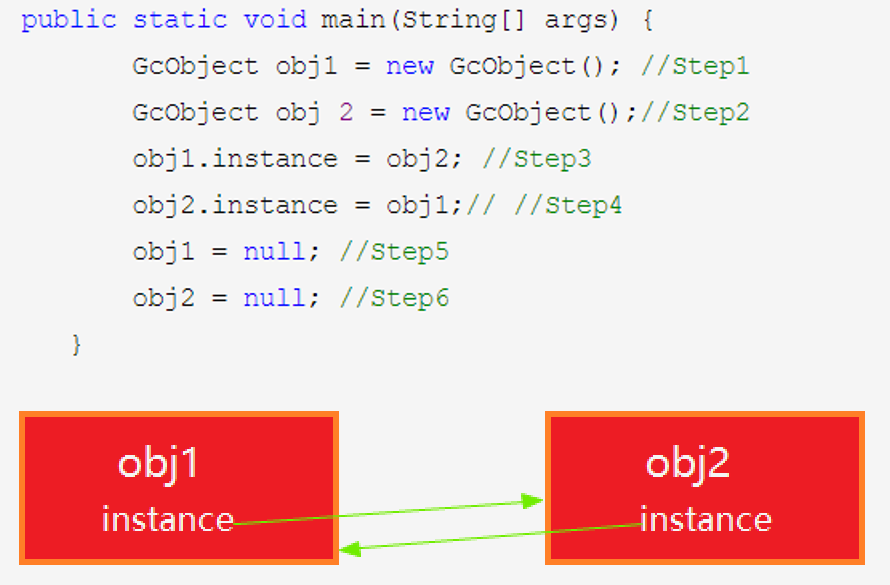 public static void main(String[] args) {
GcObject obj1 = new GcObject(); //Step1
GcObject obj 2 = new GcObject();//Step2
obj1.instance = obj2; //Step3
obj2.instance = obj1;// //Step4
obj1 = null; //Step5
obj2 = null; //Step6
}
obj1
instance
obj2
instance